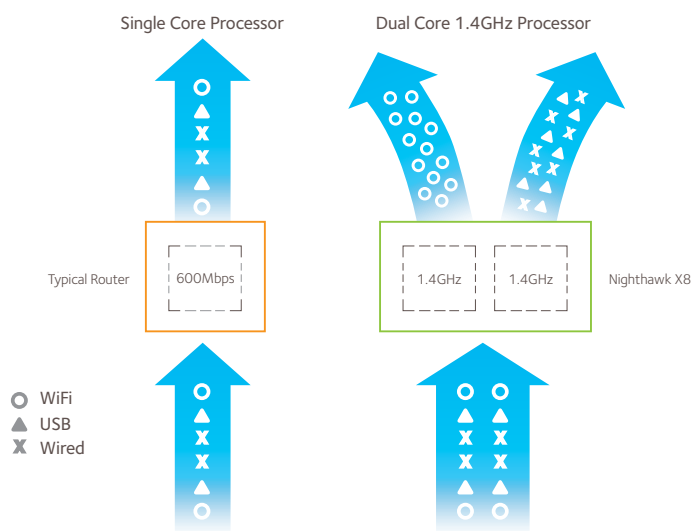 Single Core Processor
Dual Core 1.4GHz Processor
Typical Router
600Mbps
1.4GHz
1.4GHz
Nighthawk X8
WiFi
USB
Wired